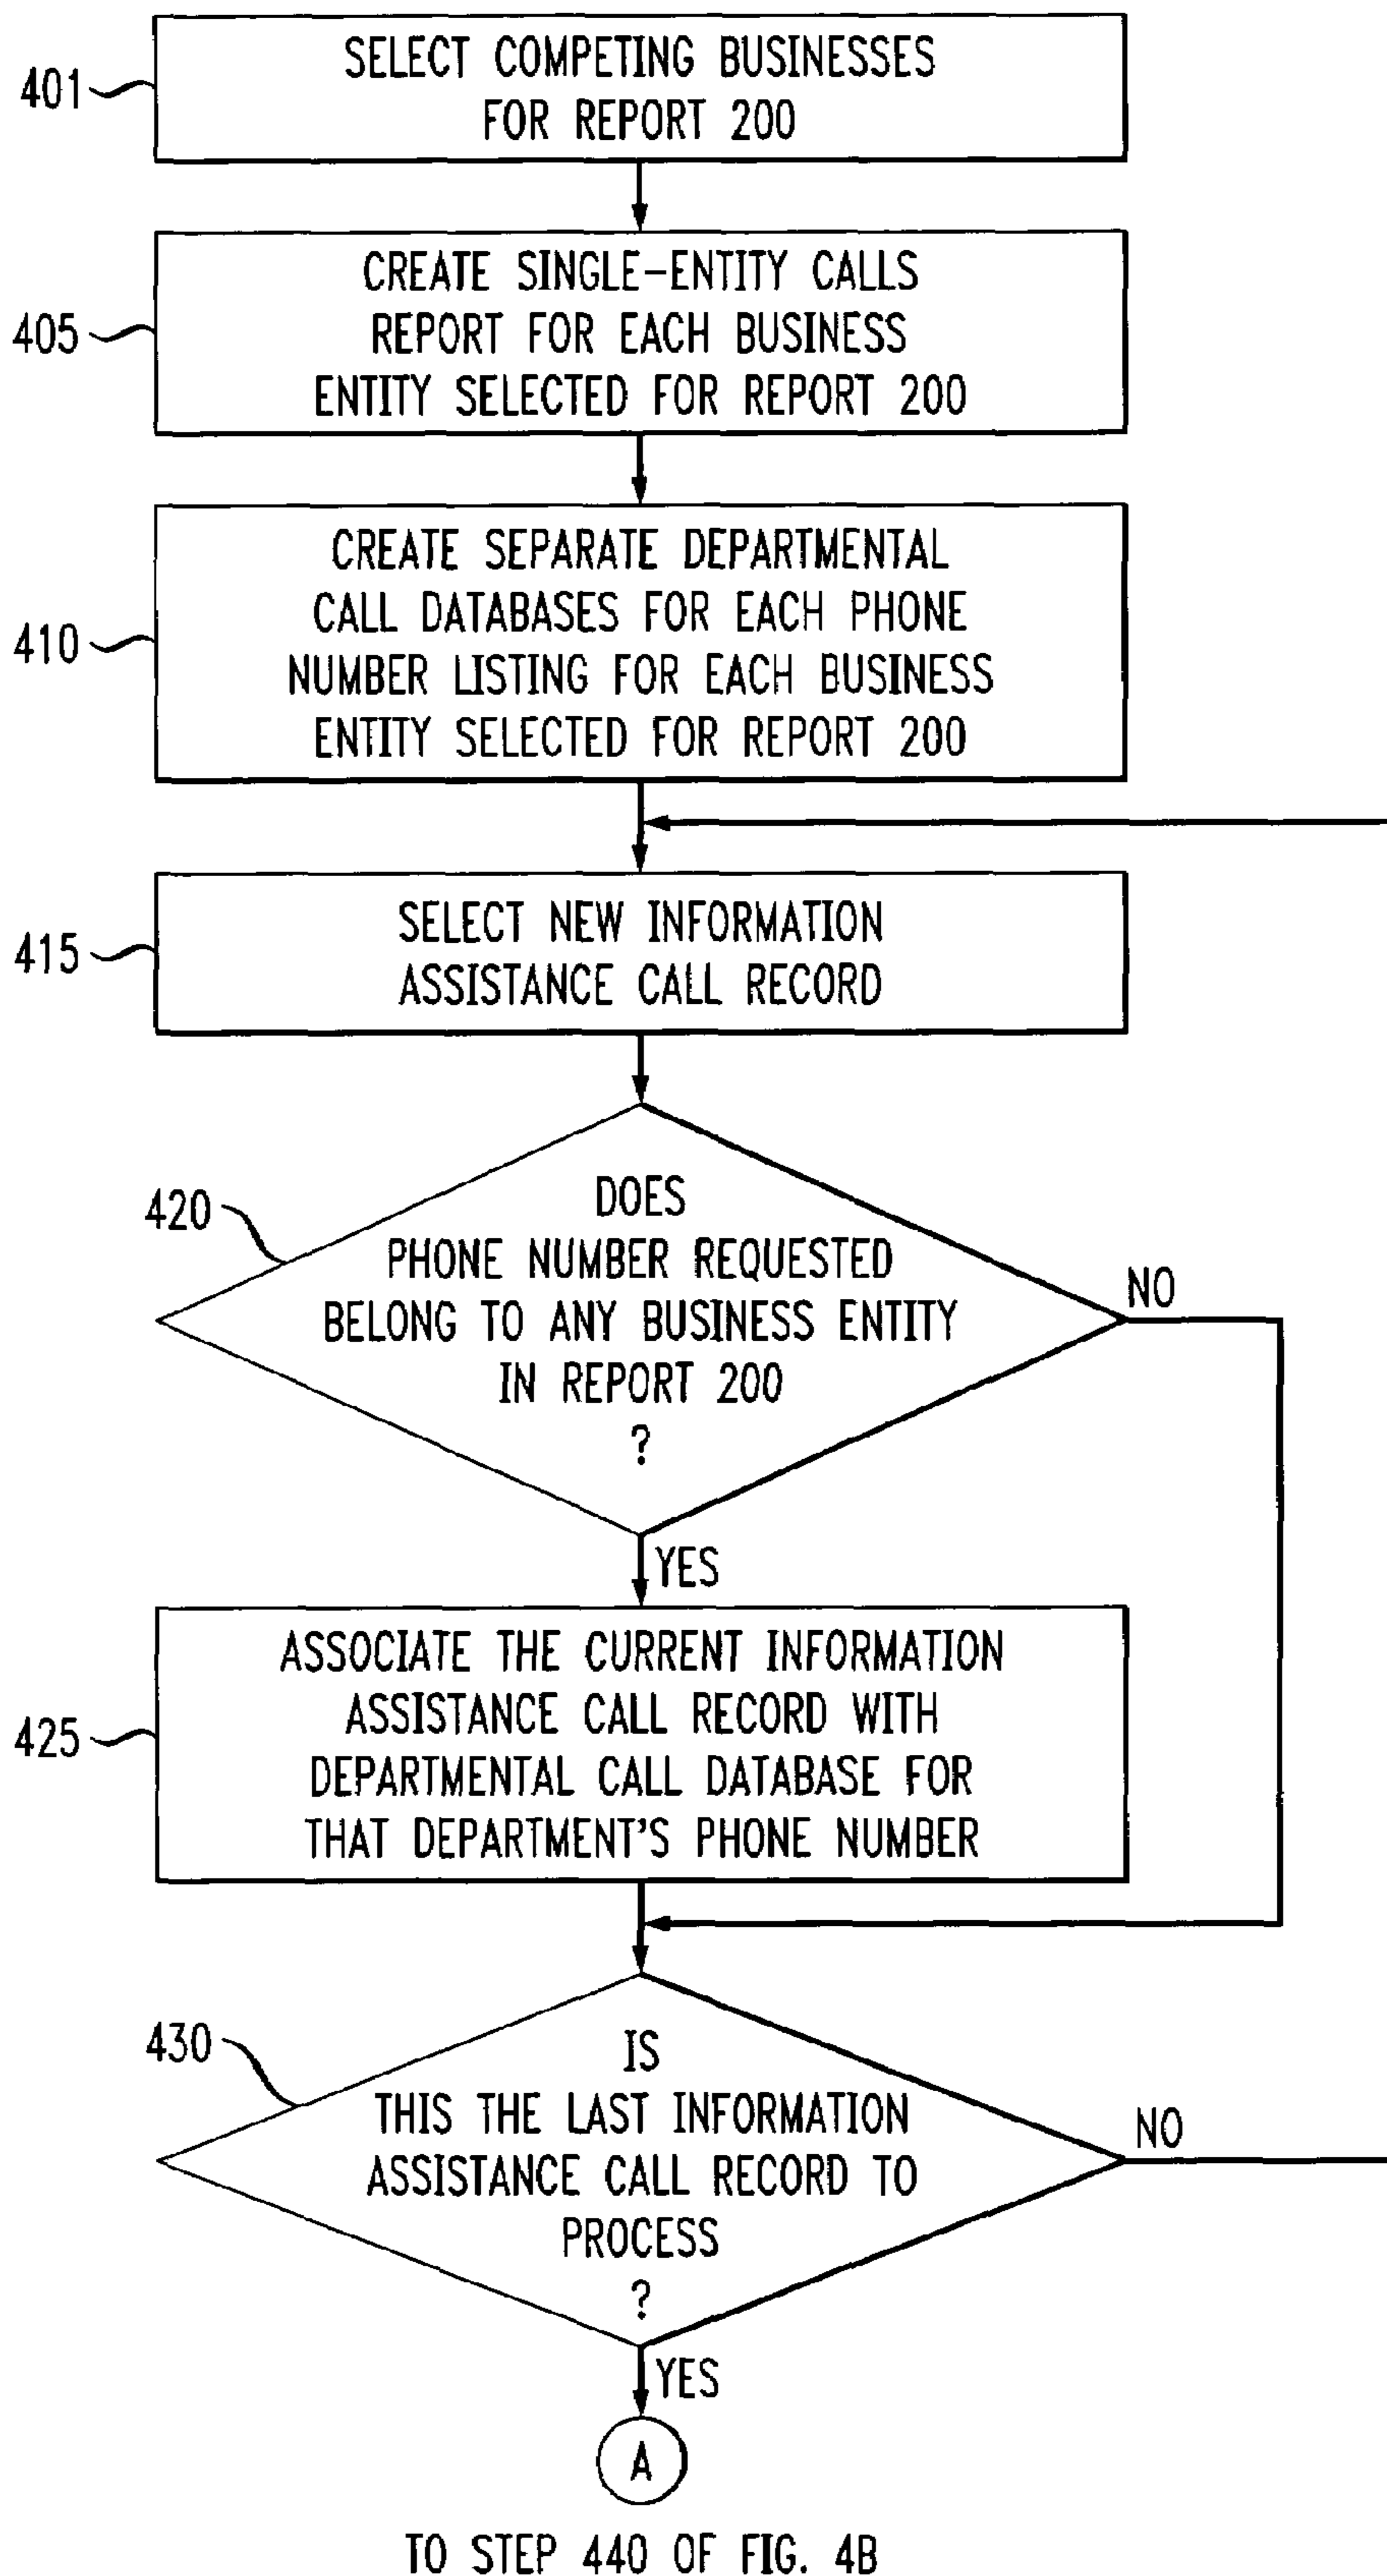 SELECT COMPETING BUSINESSES
FOR REPORT 200
401
CREATE SINGLE-ENTITY CALLS
REPORT FOR EACH BUSINESS
ENTITY SELECTED FOR REPORT 200
405
CREATE SEPARATE DEPARTMENTAL
CALL DATABASES FOR EACH PHONE
NUMBER LISTING FOR EACH BUSINESS
ENTITY SELECTED FOR REPORT 200
410
SELECT NEW INFORMATION
ASSISTANCE CALL RECORD
415
420
DOES
PHONE NUMBER REQUESTED
BELONG TO ANY BUSINESS ENTITY
IN REPORT 200
?
NO
YES
ASSOCIATE THE CURRENT INFORMATION
ASSISTANCE CALL RECORD WITH
DEPARTMENTAL CALL DATABASE FOR
THAT DEPARTMENT'S PHONE NUMBER
425
430
IS
THIS THE LAST INFORMATION
ASSISTANCE CALL RECORD TO
PROCESS
?
NO
YES
A
TO STEP 440 OF FIG. 4B